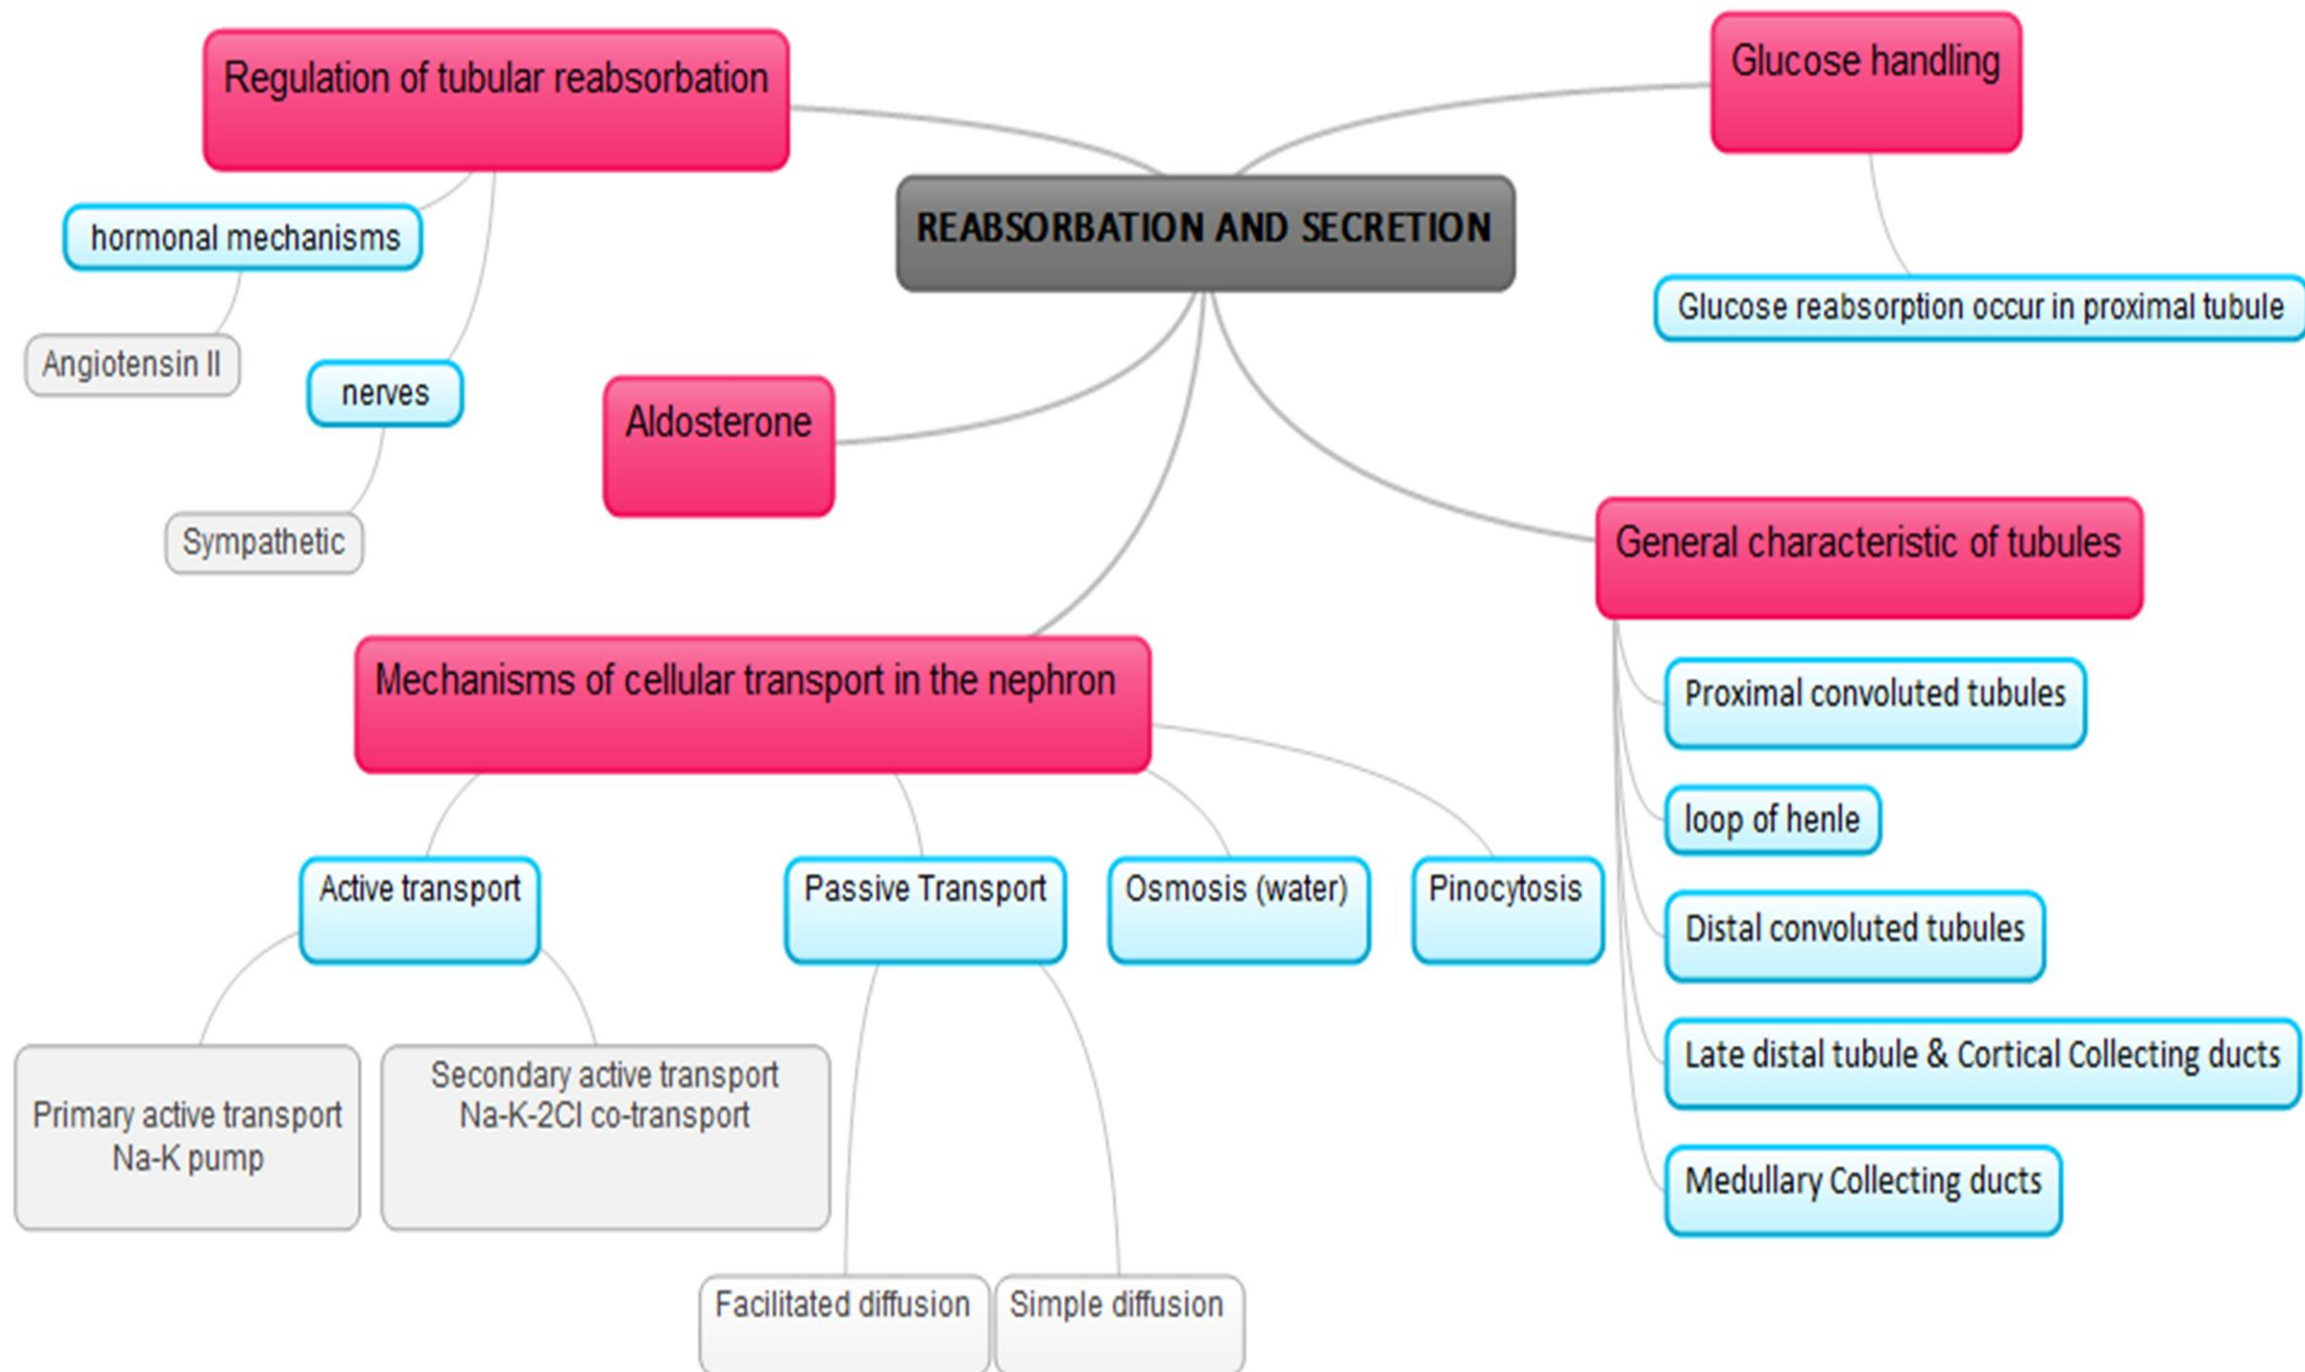 Regulation of tubular reabsorbation
Glucose handling
REABSORBATION AND SECRETION
hormonal mechanisms
Glucose reabsorption occur in proximal tubule
Angiotensin II
nerves
Aldosterone
Sympathetic
General characteristic of tubules
Mechanisms of cellular transport in the nephron
Proximal convoluted tubules
loop of henle
Active transport
Passive Transport
Osmosis (water)
Pinocytosis
Distal convoluted tubules
Late distal tubule & Cortical Collecting ducts
Medullary Collecting ducts
Primary active transport
Na-K pump
Secondary active transport
Na-K-2Cl co-transport
Facilitated diffusion
Simple diffusion